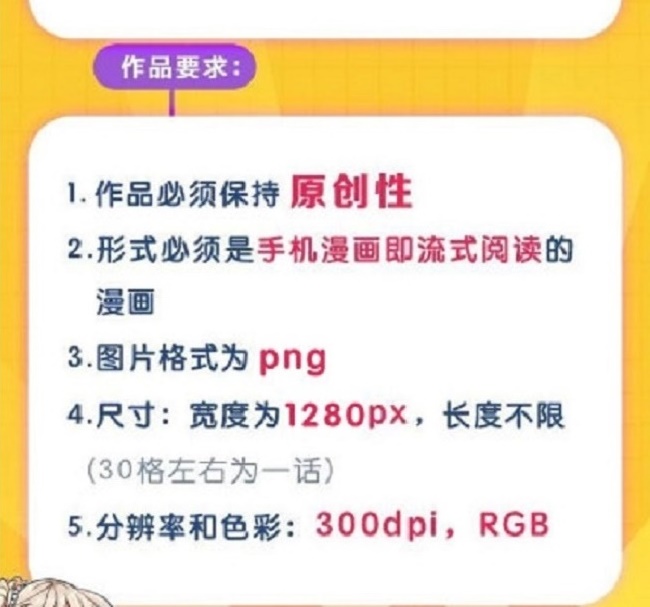 作品要求：
1. 作品必须保持 原创性
2.形式必须是手机漫画即流式阅读的
漫画
3.图片格式为 png
4.尺寸：宽度为1280px，长度不限
(30格左右为一话)
5.分辨率和色彩：300dpi，RGB